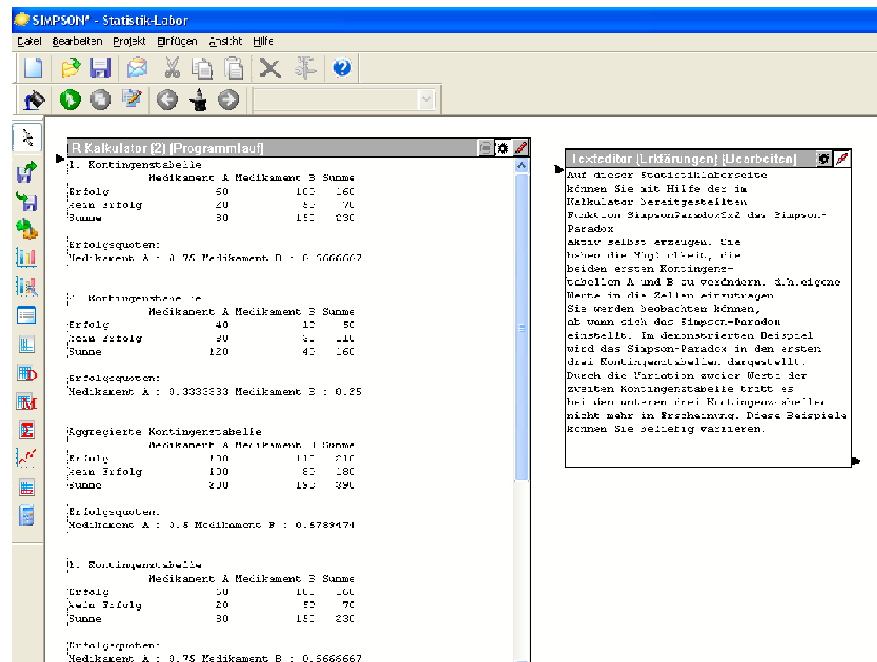 SIMPSON* - Statistik-Labor
Datei Bearbeiten Projekt Einfügen Ansicht Hilfe
R Kalkulator (2) [Programmlauf]
1. Kontingenztabelle
Medikament A Medikament B Summe
Erfolg 60 100 160
kein Erfolg 20 50 70
Summe 80 150 230
Erfolgsquoten:
Medikament A : 0.75 Medikament B : 0.6666667
2. Kontingenztabelle
Medikament A Medikament B Summe
Erfolg 40 10 50
kein Erfolg 80 30 110
Summe 120 40 160
Erfolgsquoten:
Medikament A : 0.3333333 Medikament B : 0.25
Aggregierte Kontingenztabelle
Medikament A Medikament B Summe
Erfolg 100 110 210
kein Erfolg 100 80 180
Summe 200 190 390
Erfolgsquoten:
Medikament A : 0.5 Medikament B : 0.5789474
1. Kontingenztabelle
Medikament A Medikament B Summe
Erfolg 60 100 160
kein Erfolg 20 50 70
Summe 80 150 230
Erfolgsquoten:
Medikament A : 0.75 Medikament B : 0.6666667
Texteditor (Erklärungen) [Bearbeiten]
Auf dieser Statistiklaborseite
können Sie mit Hilfe der im
Kalkulator bereitgestellten
Funktion SimpsonParadox2x2 das Simpson-
Paradox
aktiv selbst erzeugen. Sie
haben die Möglichkeit, die
beiden ersten Kontingenz-
tabellen A und B zu verändern, d.h.eigene
Werte in die Zellen einzutragen
Sie werden beobachten können,
ab wann sich das Simpson-Paradox
einstellt. Im demonstrierten Beispiel
wird das Simpson-Paradox in den ersten
drei Kontingenztabellen dargestellt.
Durch die Variation zweier Werte der
zweiten Kontingenztabelle tritt es
bei den unteren drei Kontingenztabellen
nicht mehr in Erscheinung. Diese Beispiele
können Sie beliebig variieren.